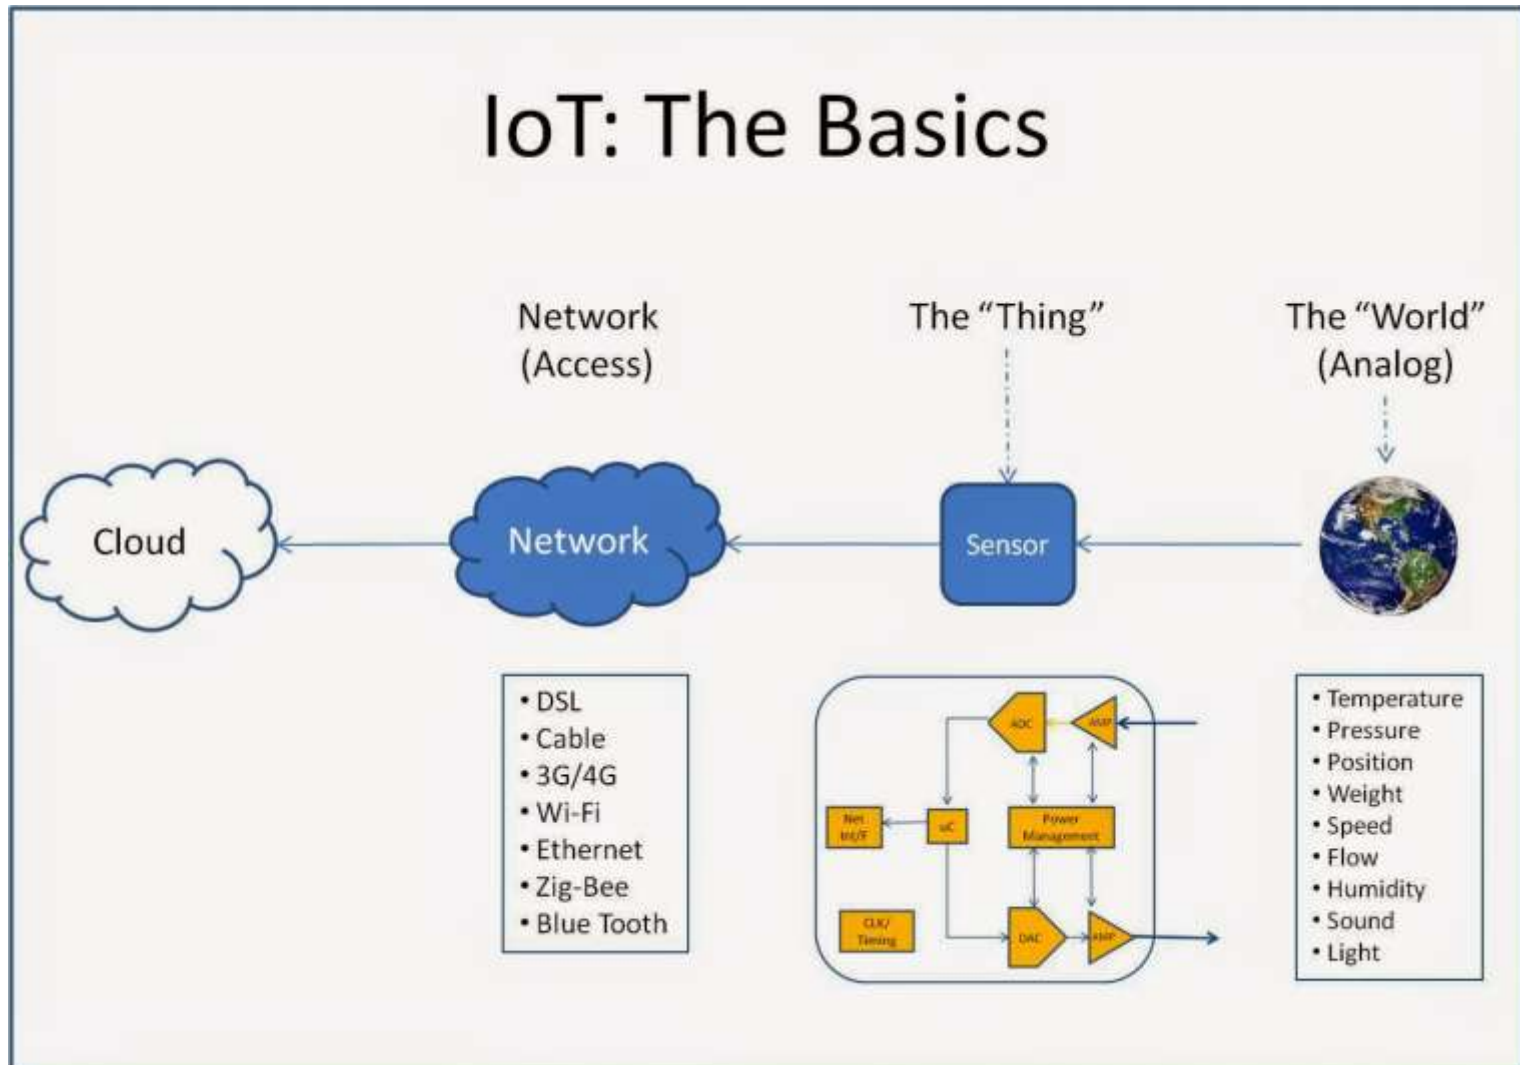 IoT: The Basics
Network
(Access)
The “Thing”
The “World”
(Analog)
Cloud
Network
Sensor
• DSL
• Cable
• 3G/4G
• Wi-Fi
• Ethernet
• Zig-Bee
• Blue Tooth
ADC
AMP
Net
Int/F
uC
Power
Management
CLK/
Timing
DAC
AMP
• Temperature
• Pressure
• Position
• Weight
• Speed
• Flow
• Humidity
• Sound
• Light